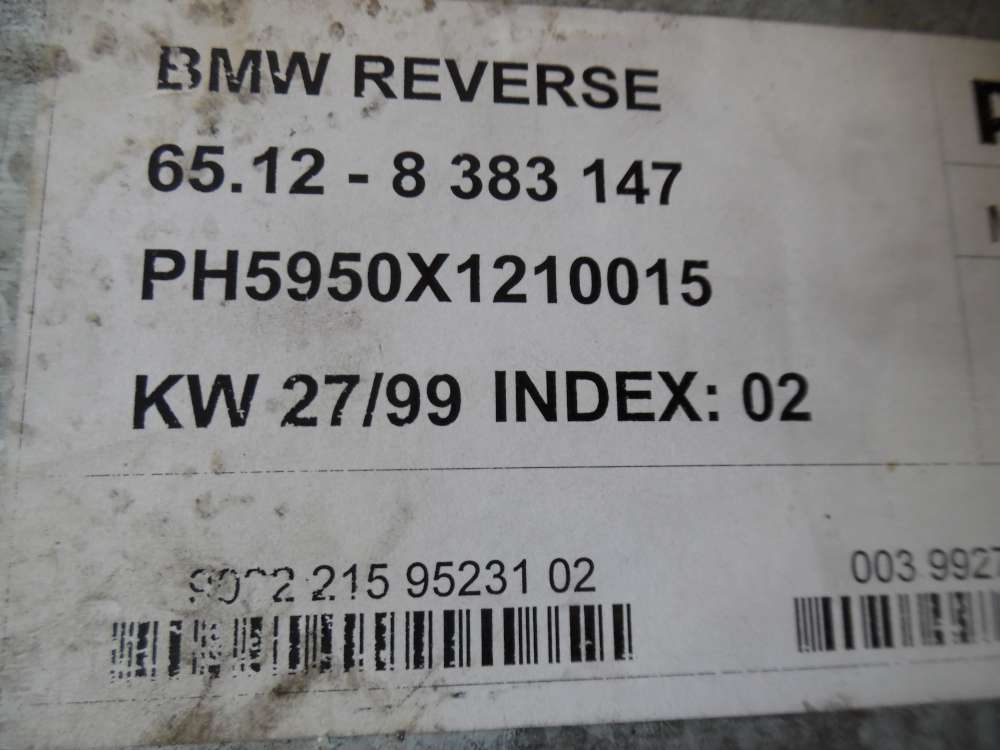 BMW REVERSE
65.12 - 8 383 147
PH5950X1210015
KW 27/99 INDEX: 02
215 95231 02
003 9927